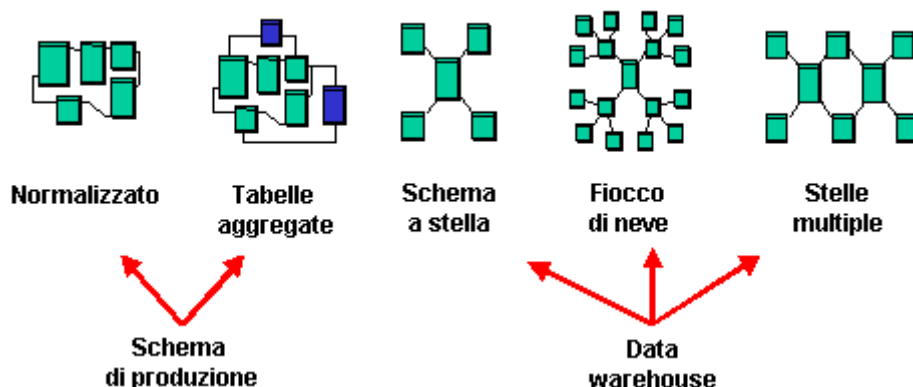 Normalizzato
Tabelle
aggregate
Schema
a stella
Fiocco
di neve
Stelle
multiple
Schema
di produzione
Data
warehouse